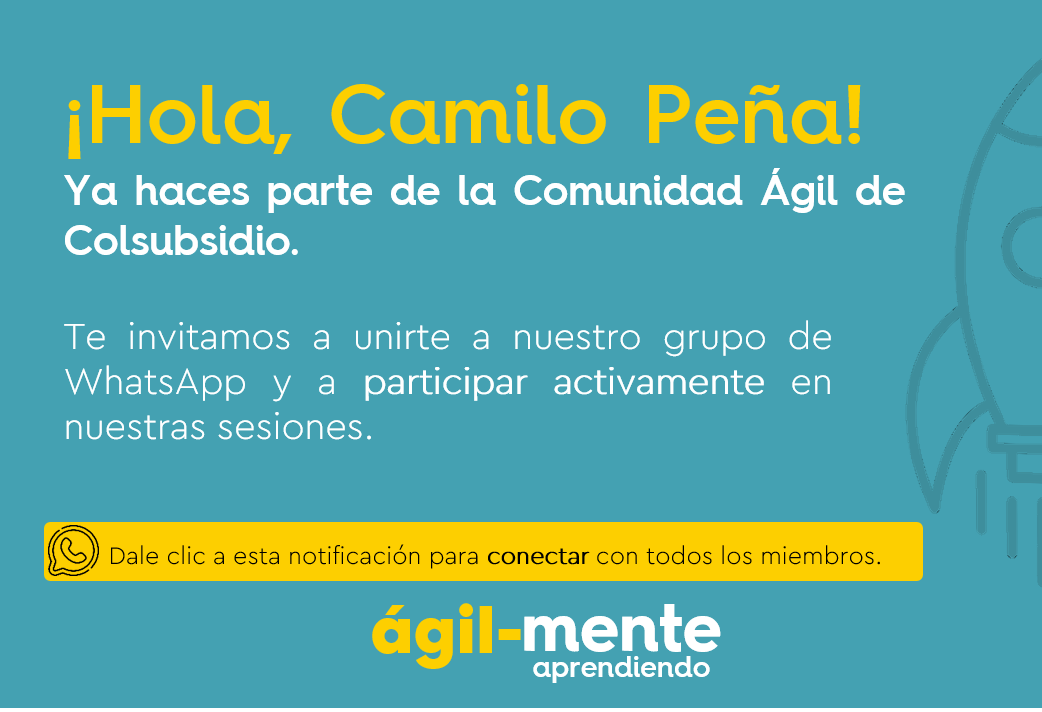 ¡Hola, Camilo Peña!
Ya haces parte de la Comunidad Ágil de
Colsubsidio.
Te invitamos a unirte a nuestro grupo de
WhatsApp y a participar activamente en
nuestras sesiones.
Dale clic a esta notificación para conectar con todos los miembros.
ágil-mente
aprendiendo